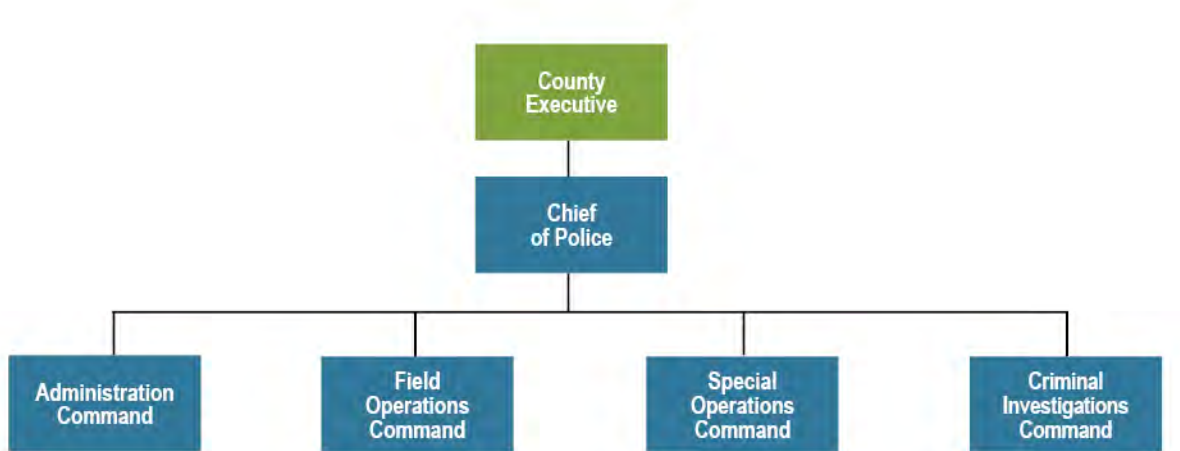 County
Executive
Chief
of Police
Administration
Command
Field
Operations
Command
Special
Operations
Command
Criminal
Investigations
Command